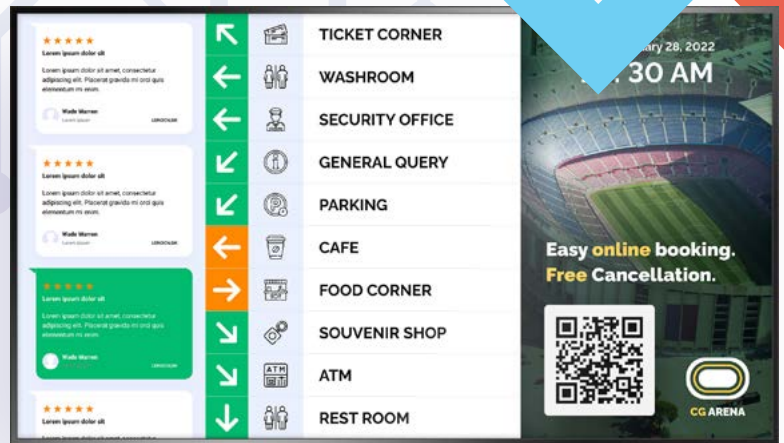 Lorem ipsum dolor sit
Lorem ipsum dolor sit amet, consectetur
adipiscing elit. Placerat gravida mi orci quis
elementum mi enim.
Wade Warren
Lorem ipsum
Lorem ipsum dolor sit
Lorem ipsum dolor sit amet, consectetur
adipiscing elit. Placerat gravida mi orci quis
elementum mi enim.
Wade Warren
Lorem ipsum dolor sit
Lorem ipsum dolor sit amet, consectetur
adipiscing elit. Placerat gravida mi orci quis
elementum mi enim.
Wade Warren
Lorem ipsum dolor sit
TICKET CORNER
WASHROOM
SECURITY OFFICE
GENERAL QUERY
PARKING
CAFE
FOOD CORNER
SOUVENIR SHOP
ATM
ATM
REST ROOM
28, 2022
30 AM
Easy online booking.
Free Cancellation.
CG ARENA